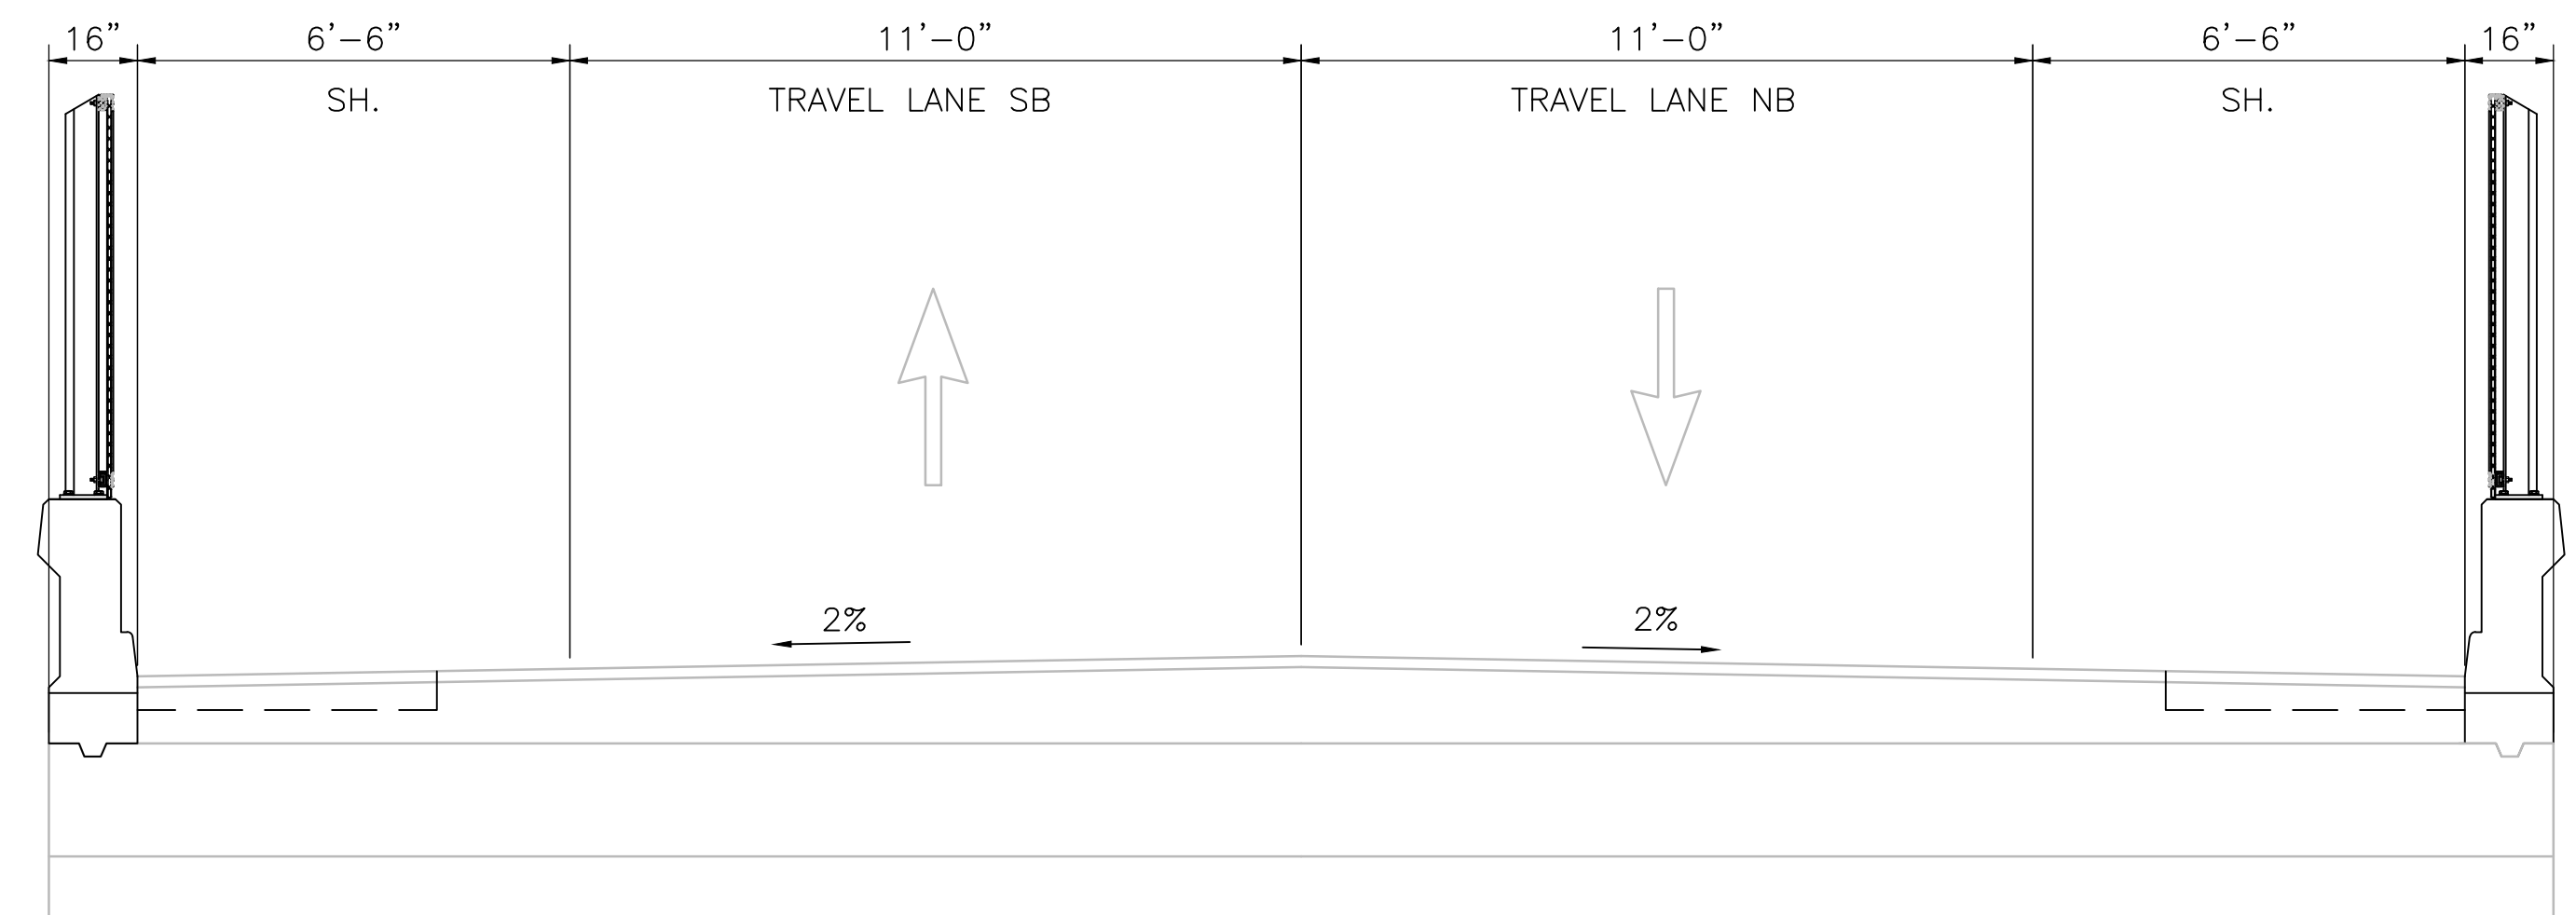 16” 6’–6” 11’–0” 11’–0” 6’–6” 16”
SH. TRAVEL LANE SB TRAVEL LANE NB SH.
2% 2%